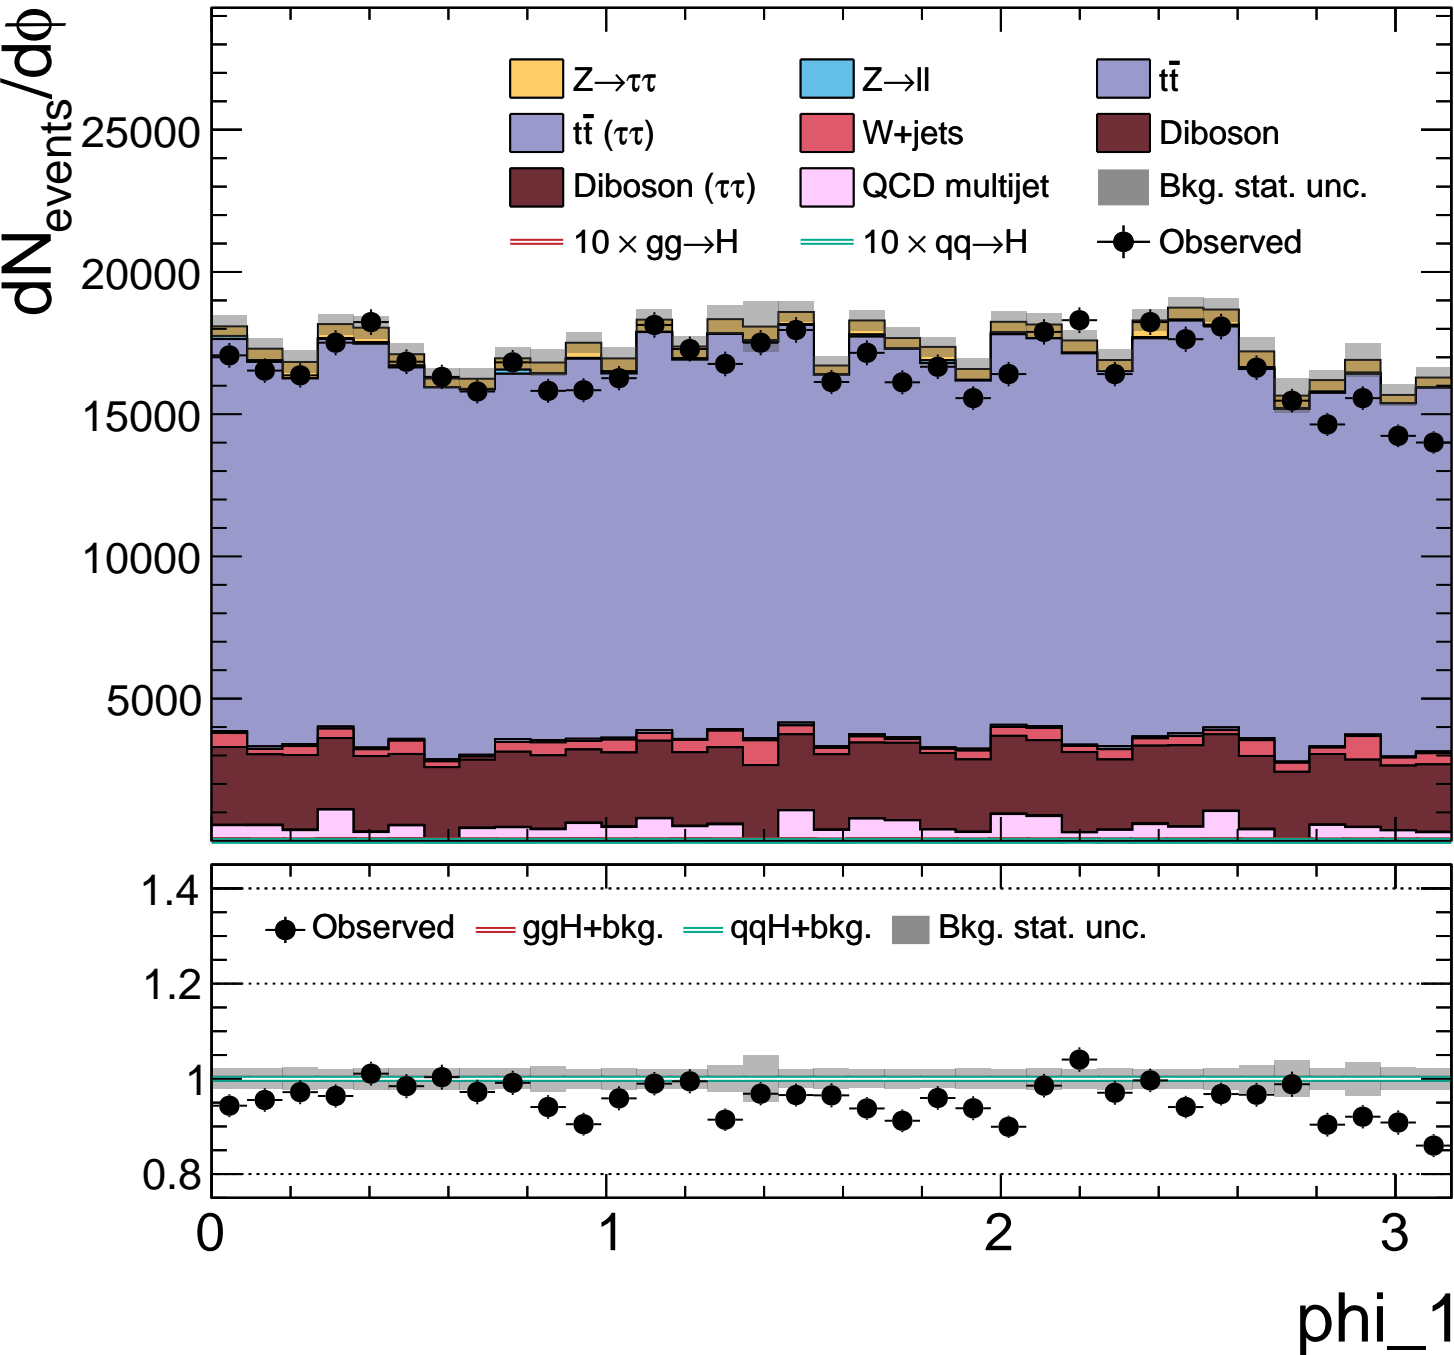 dN_events/dϕ
Z→ττ Z→ll tt̄
tt̄ (ττ) W+jets Diboson
Diboson (ττ) QCD multijet Bkg. stat. unc.
10 × gg→H 10 × qq→H Observed
25000
20000
15000
10000
5000
1.4
Observed ggH+bkg. qqH+bkg. Bkg. stat. unc.
1.2
1
0.8
0 1 2 3
phi_1